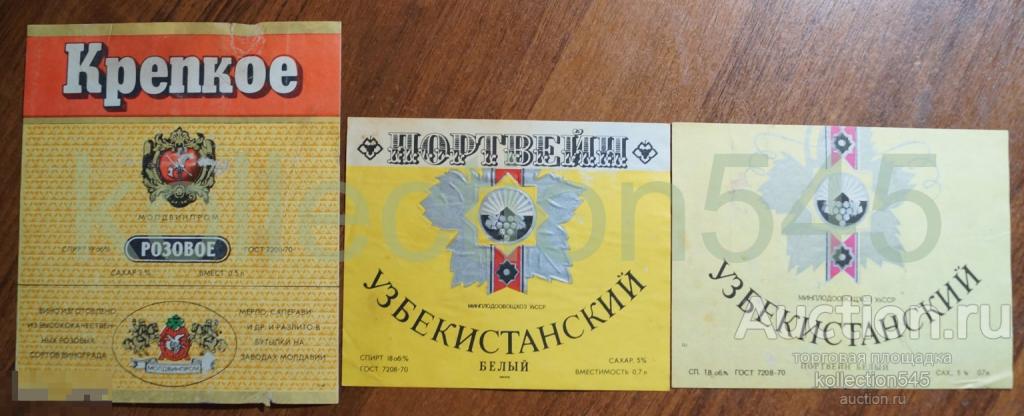 Крепкое
МОЛДВИНПРОМ
РОЗОВОЕ
СПИРТ 19 об% ГОСТ 7208-70
САХАР 8 % ВМЕСТ. 0,5 л
ВИНО ИЗГОТОВЛЕНО
ИЗ ВЫСОКОКАЧЕСТВЕН-
НЫХ РОЗОВЫХ
СОРТОВ ВИНОГРАДА
МЕРЛО, САПЕРАВИ
И ДР. И РАЗЛИТО В
БУТЫЛКИ НА
ЗАВОДАХ МОЛДАВИИ
МОЛДВИНПРОМ
ПОРТВЕЙН
МИНПЛОДООВОЩХОЗ УзССР
УЗБЕКИСТАНСКИЙ
БЕЛЫЙ
СПИРТ 18 об.%
ГОСТ 7208-70
САХАР, 5%
ВМЕСТИМОСТЬ 0,7 л
МИНПЛОДООВОЩХОЗ УзССР
УЗБЕКИСТАНСКИЙ
ПОРТВЕЙН БЕЛЫЙ
СП. 18 об.% ГОСТ 7208-70
САХ. 5 % 0,7л.
kollection545
Auction.ru
торговая площадка
kollection545
auction.ru